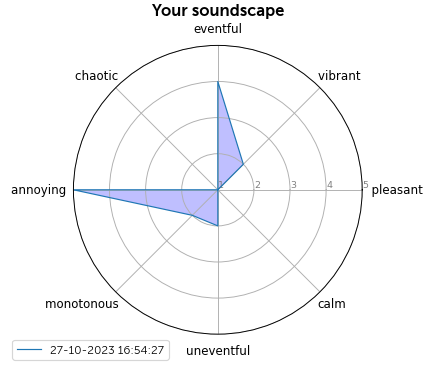 Your soundscape
eventful
chaotic
vibrant
annoying
1
2
3
4
5
pleasant
monotonous
calm
uneventful
27-10-2023 16:54:27